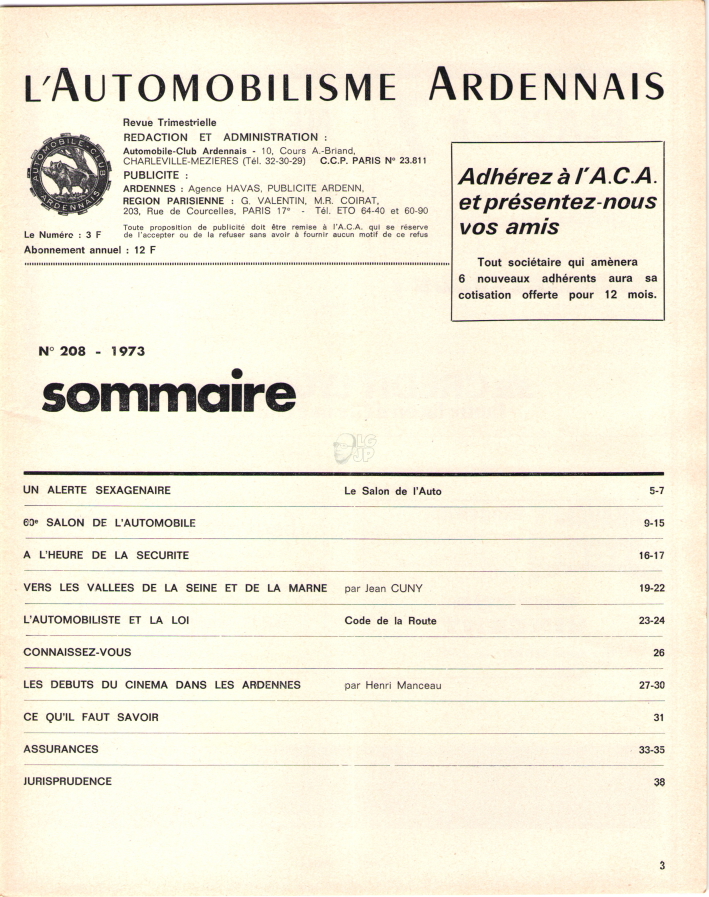 L'AUTOMOBILISME ARDENNAIS
AUTOMOBILE-CLUB
ARDENNAIS
Revue Trimestrielle
REDACTION ET ADMINISTRATION :
Automobile-Club Ardennais - 10, Cours A.-Briand,
CHARLEVILLE-MEZIERES (Tél. 32-30-29) C.C.P. PARIS N° 23.811
PUBLICITE :
ARDENNES : Agence HAVAS, PUBLICITE ARDENN,
REGION PARISIENNE : G. VALENTIN, M.R. COIRAT,
203, Rue de Courcelles, PARIS 17e - Tél. ETO 64-40 et 60-90
Toute proposition de publicité doit être remise à l'A.C.A. qui se réserve
de l'accepter ou de la refuser sans avoir à fournir aucun motif de ce refus
Le Numéro : 3 F
Abonnement annuel : 12 F
Adhérez à l'A.C.A.
et présentez-nous
vos amis
Tout sociétaire qui amènera
6 nouveaux adhérents aura sa
cotisation offerte pour 12 mois.
N° 208 - 1973
sommaire
LG
JP
UN ALERTE SEXAGENAIRE Le Salon de l'Auto 5-7
60e SALON DE L'AUTOMOBILE 9-15
A L'HEURE DE LA SECURITE 16-17
VERS LES VALLEES DE LA SEINE ET DE LA MARNE par Jean CUNY 19-22
L'AUTOMOBILISTE ET LA LOI Code de la Route 23-24
CONNAISSEZ-VOUS 26
LES DEBUTS DU CINEMA DANS LES ARDENNES par Henri Manceau 27-30
CE QU'IL FAUT SAVOIR 31
ASSURANCES 33-35
JURISPRUDENCE 38
3